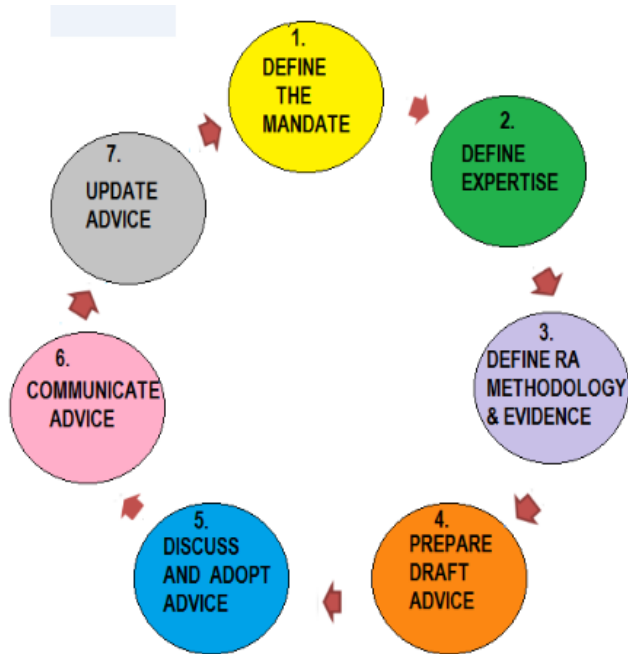 1.
DEFINE
THE
MANDATE
2.
DEFINE
EXPERTISE
3.
DEFINE RA
METHODOLOGY
& EVIDENCE
4.
PREPARE
DRAFT
ADVICE
5.
DISCUSS
AND ADOPT
ADVICE
6.
COMMUNICATE
ADVICE
7.
UPDATE
ADVICE